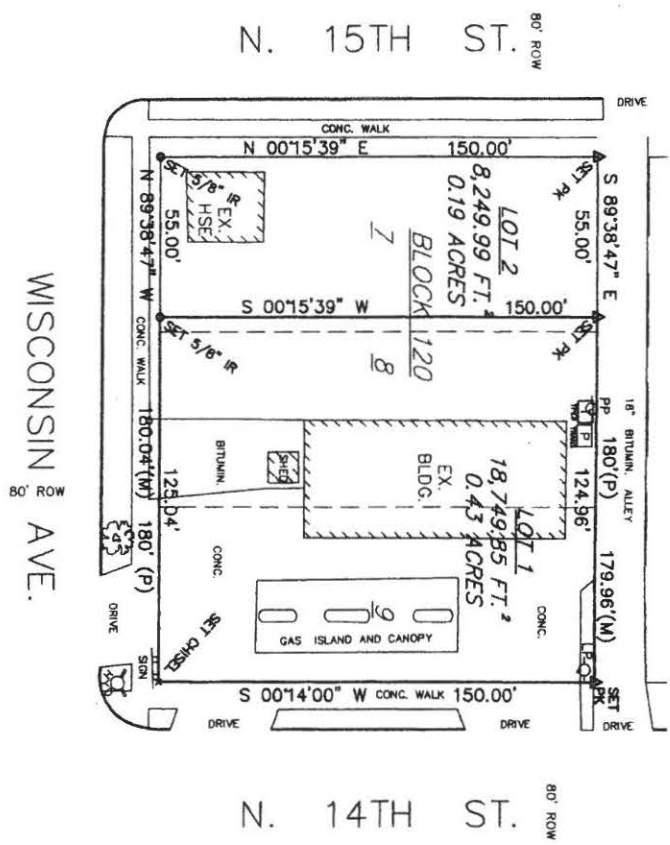 N. 15TH ST.
80' ROW
DRIVE
CONC. WALK
N 00°15'39" E 150.00'
SET 5/8" IR
SET PK
EX.
HSE
LOT 2
8,249.99 FT.²
0.19 ACRES
N 89°38'47" W
55.00'
S 89°38'47" E
55.00'
BLOCK 120
7
S 00°15'39" W 150.00'
SET 5/8" IR
SET PK
8
CONC. WALK
WISCONSIN AVE.
80' ROW
PP
18" BITUMIN. ALLEY
180.04'(M) 180' (P)
125.04'
180'(P)
124.96'
179.96'(M)
BITUMIN.
SHED
EX.
BLDG.
LOT 1
18,749.85 FT.²
0.43 ACRES
CONC.
CONC.
4"
DRIVE
9
GAS ISLAND AND CANOPY
SET CHISEL
SIGN
HYD
LP
SET
PK
S 00°14'00" W CONC. WALK 150.00'
DRIVE
DRIVE
DRIVE
N. 14TH ST.
80' ROW